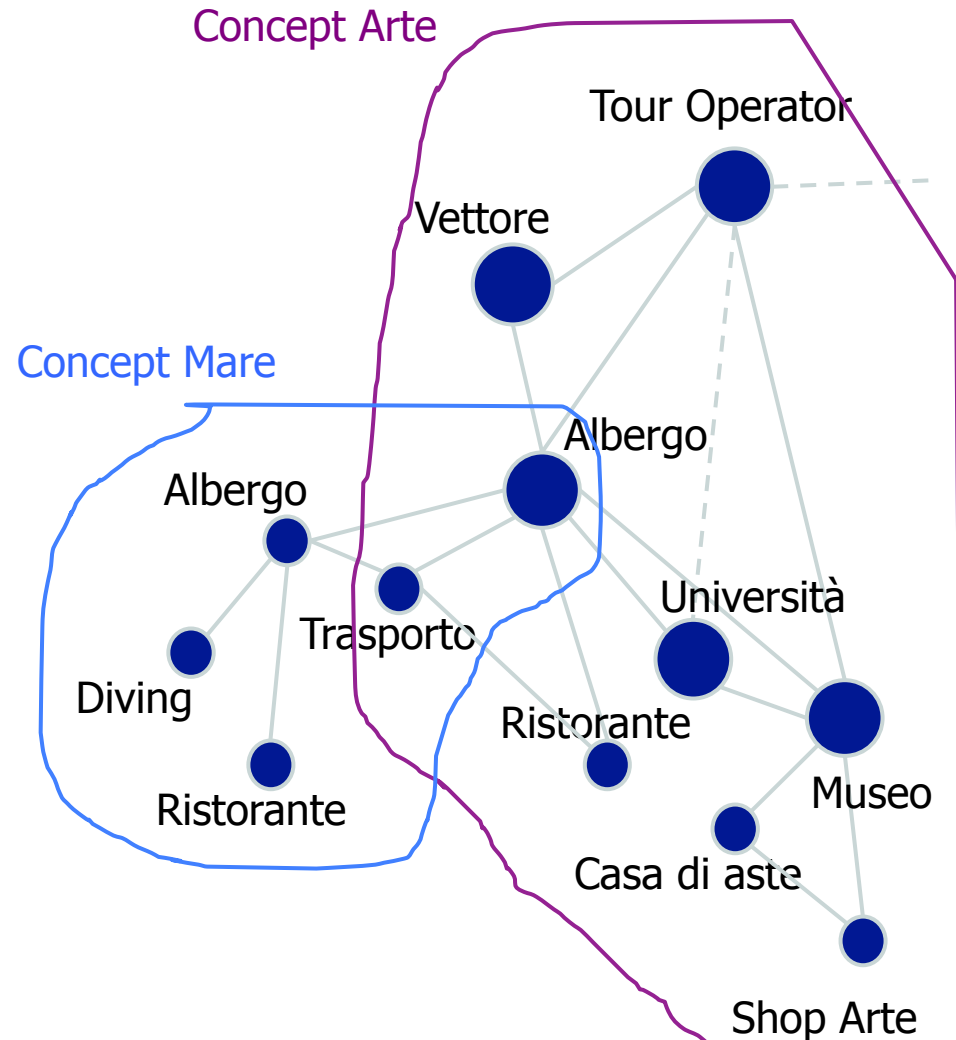 Concept Arte
Tour Operator
Vettore
Concept Mare
Albergo
Albergo
Università
Trasporto
Diving
Ristorante
Museo
Ristorante
Casa di aste
Shop Arte